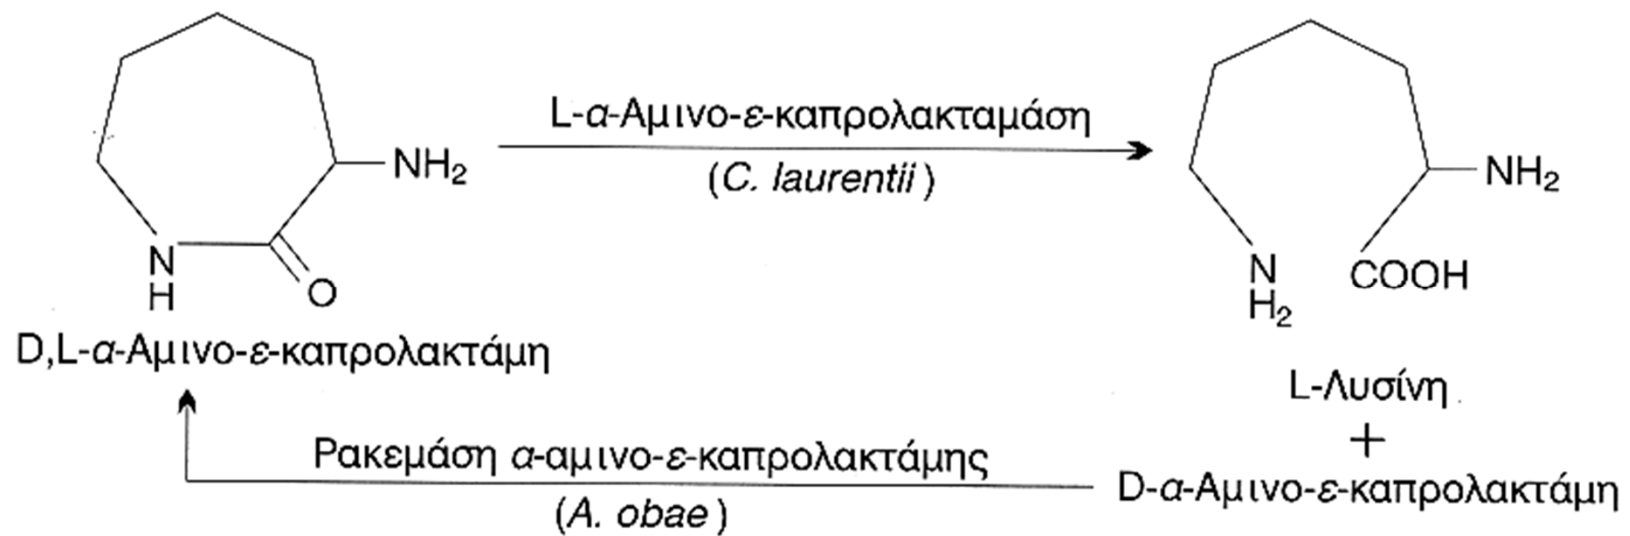 L-α-Αμινο-ε-καπρολακταμάση
(C. laurentii)
NH₂
N
H
O
NH₂
N
H₂
COOH
D,L-α-Αμινο-ε-καπρολακτάμη
L-Λυσίνη
+
D-α-Αμινο-ε-καπρολακτάμη
Ρακεμάση α-αμινο-ε-καπρολακτάμης
(A. obae)